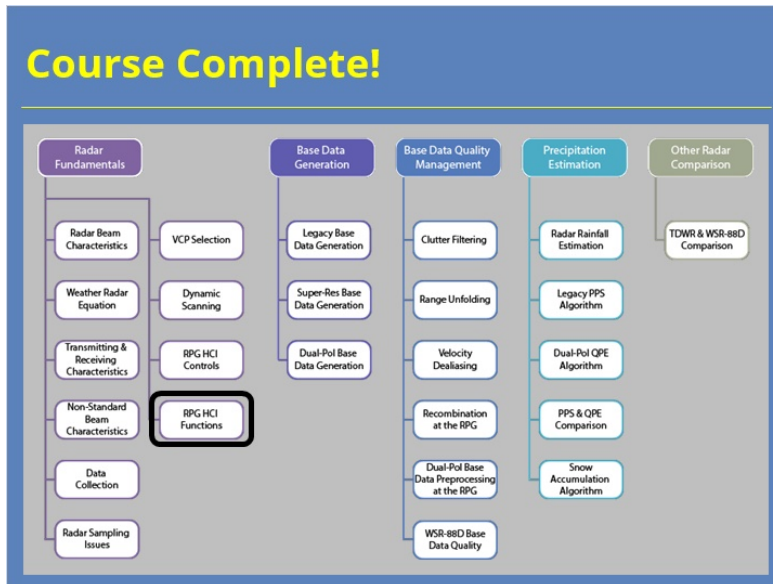 Course Complete!
Radar
Fundamentals
Radar Beam
Characteristics
Weather Radar
Equation
Transmitting &
Receiving
Characteristics
Non-Standard
Beam
Characteristics
Data
Collection
Radar Sampling
Issues
VCP Selection
Dynamic
Scanning
RPG HCI
Controls
RPG HCI
Functions
Base Data
Generation
Legacy Base
Data Generation
Super-Res Base
Data Generation
Dual-Pol Base
Data Generation
Base Data Quality
Management
Clutter Filtering
Range Unfolding
Velocity
Dealiasing
Recombination
at the RPG
Dual-Pol Base
Data Preprocessing
at the RPG
WSR-88D Base
Data Quality
Precipitation
Estimation
Radar Rainfall
Estimation
Legacy PPS
Algorithm
Dual-Pol QPE
Algorithm
PPS & QPE
Comparison
Snow
Accumulation
Algorithm
Other Radar
Comparison
TDWR & WSR-88D
Comparison